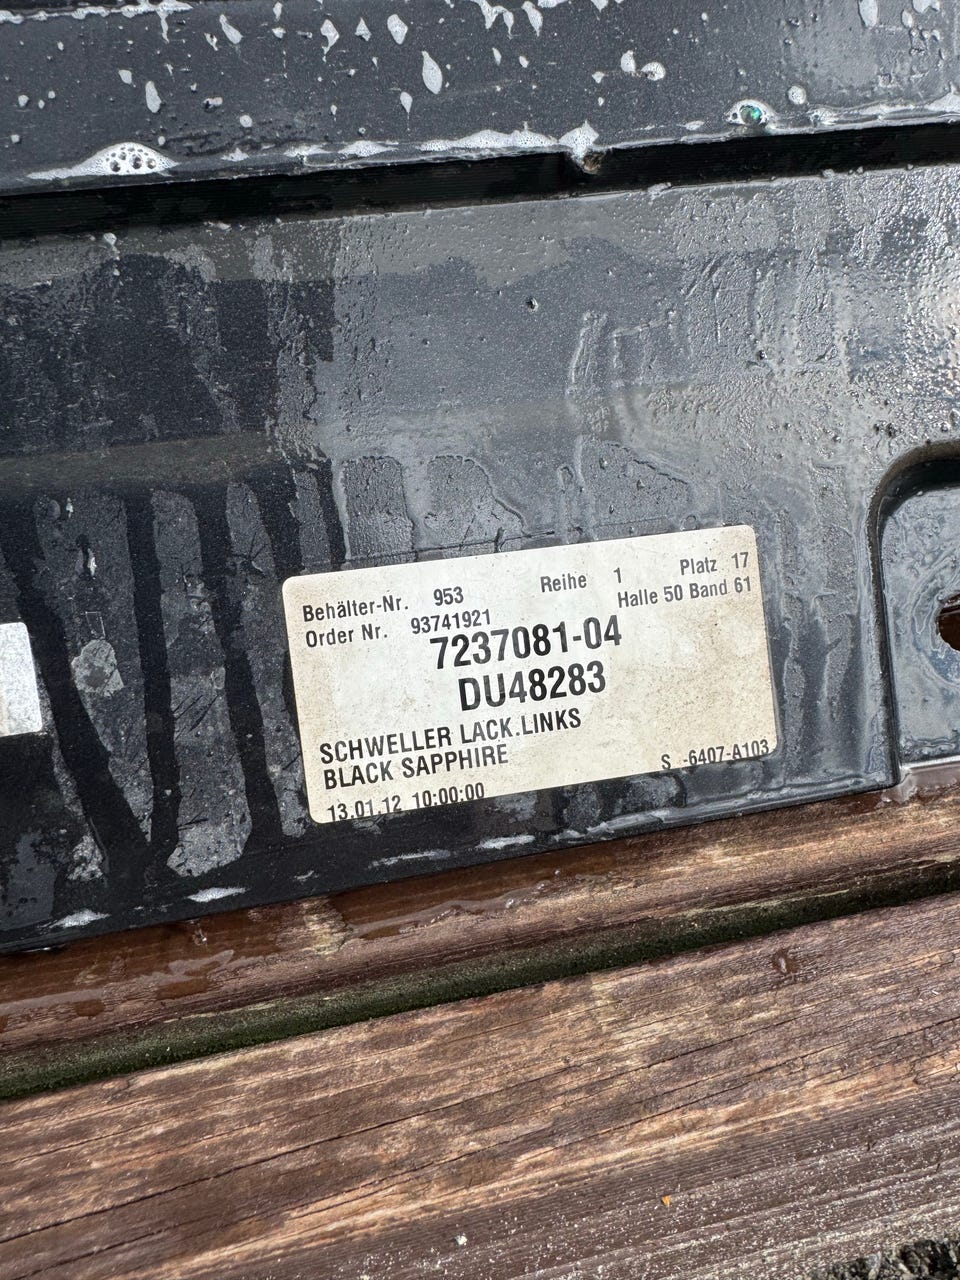 Behälter-Nr. 953 Reihe 1 Platz 17
Order Nr. 93741921 Halle 50 Band 61
7237081-04
DU48283
SCHWELLER LACK.LINKS
BLACK SAPPHIRE S -6407-A103
13.01.12 10:00:00